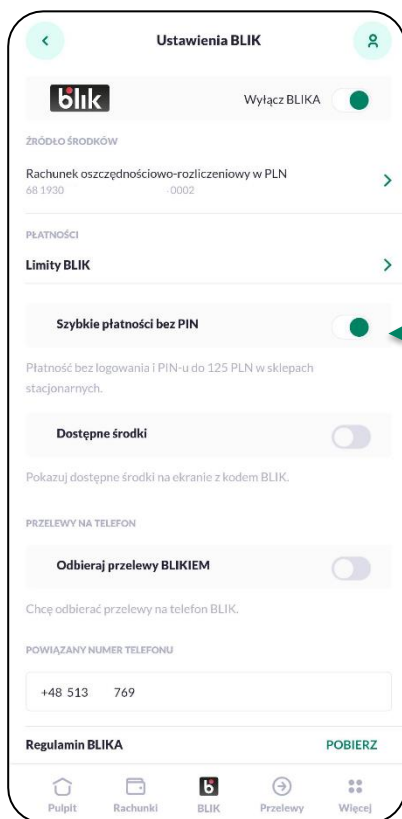 Ustawienia BLIK
blik
Wyłącz BLIKA
ŹRÓDŁO ŚRODKÓW
Rachunek oszczędnościowo-rozliczeniowy w PLN
68 1930 0002
PŁATNOŚCI
Limity BLIK
Szybkie płatności bez PIN
Płatność bez logowania i PIN-u do 125 PLN w sklepach
stacjonarnych.
Dostępne środki
Pokazuj dostępne środki na ekranie z kodem BLIK.
PRZELEWY NA TELEFON
Odbieraj przelewy BLIKIEM
Chcę odbierać przelewy na telefon BLIK.
POWIĄZANY NUMER TELEFONU
+48 513 769
Regulamin BLIKA POBIERZ
Pulpit Rachunki BLIK Przelewy Więcej